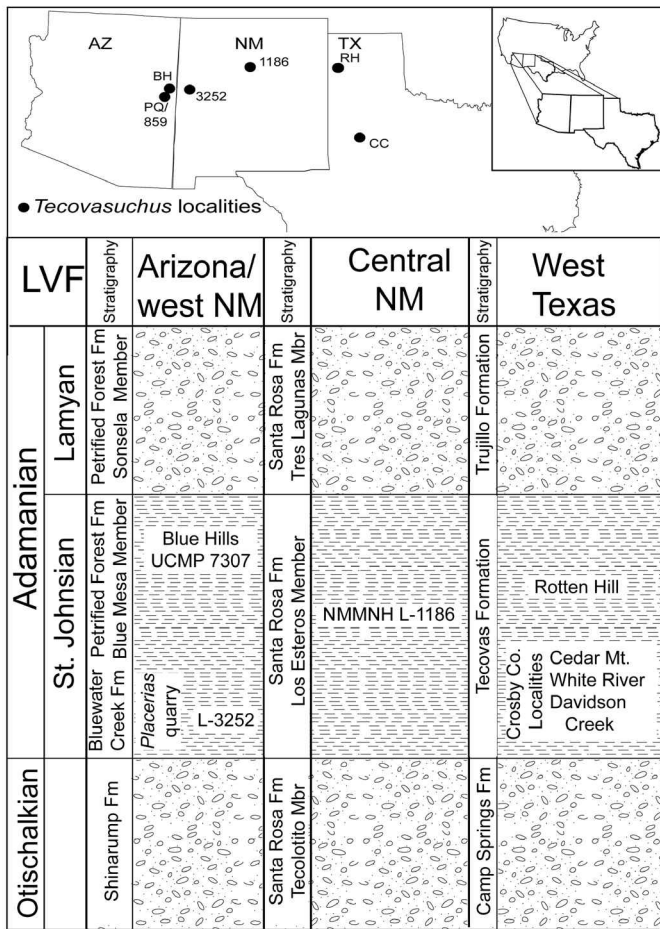 AZ
NM
TX
BH
PQ/
859
3252
1186
RH
CC
Tecovasuchus localities
LVF
Stratigraphy
Arizona/
west NM
Stratigraphy
Central
NM
Stratigraphy
West
Texas
Adamanian
Lamyan
Petrified Forest Fm
Sonsela Member
Santa Rosa Fm
Tres Lagunas Mbr
Trujillo Formation
St. Johnsian
Petrified Forest Fm
Blue Mesa Member
Blue Hills
UCMP 7307
Bluewater
Creek Fm
Placerias
quarry
L-3252
Santa Rosa Fm
Los Esteros Member
NMMNH L-1186
Tecovas Formation
Rotten Hill
Crosby Co.
Localities
Cedar Mt.
White River
Davidson
Creek
Otischalkian
Shinarump Fm
Santa Rosa Fm
Tecolotito Mbr
Camp Springs Fm